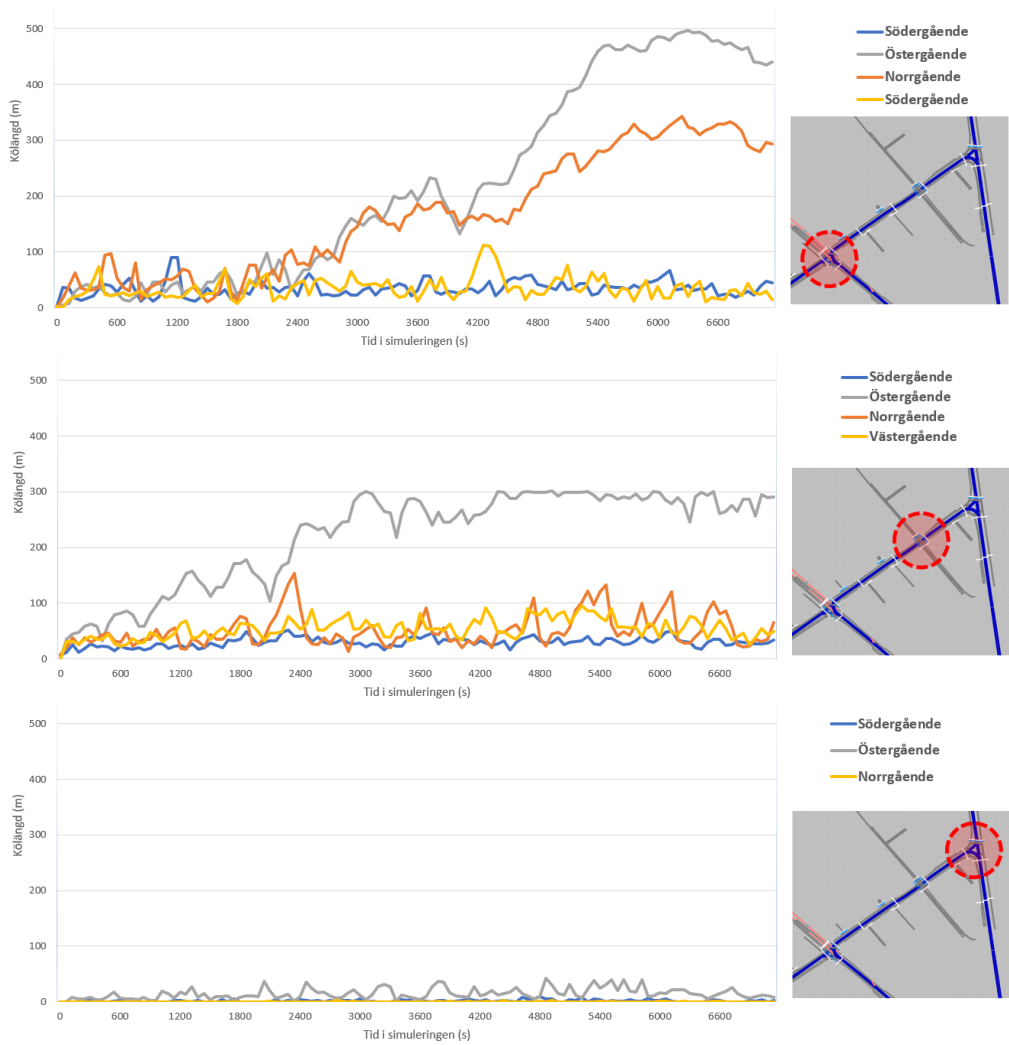 500
400
300
200
100
0
Kölängd (m)
0 600 1200 1800 2400 3000 3600 4200 4800 5400 6000 6600
Tid i simuleringen (s)
Södergående
Östergående
Norrgående
Södergående
500
400
300
200
100
0
Kölängd (m)
0 600 1200 1800 2400 3000 3600 4200 4800 5400 6000 6600
Tid i simuleringen (s)
Södergående
Östergående
Norrgående
Västergående
500
400
300
200
100
0
Kölängd (m)
0 600 1200 1800 2400 3000 3600 4200 4800 5400 6000 6600
Tid i simuleringen (s)
Södergående
Östergående
Norrgående